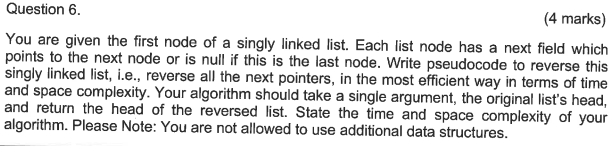 Question 6.
(4 marks)
You are given the first node of a singly linked list. Each list node has a next field which
points to the next node or is null if this is the last node. Write pseudocode to reverse this
singly linked list, i.e., reverse all the next pointers, in the most efficient way in terms of time
and space complexity. Your algorithm should take a single argument, the original list's head,
and return the head of the reversed list. State the time and space complexity of your
algorithm. Please Note: You are not allowed to use additional data structures.